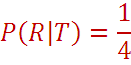 P(R|T) = 1/4